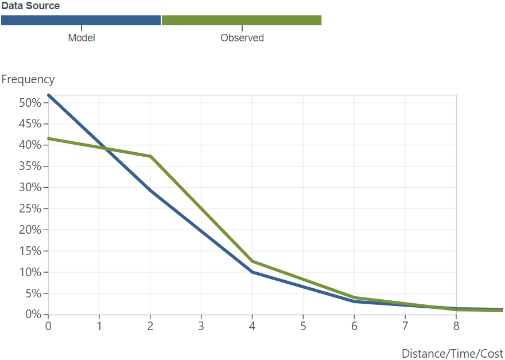 Data Source
Model Observed
Frequency
50%
45%
40%
35%
30%
25%
20%
15%
10%
5%
0%
0 1 2 3 4 5 6 7 8
Distance/Time/Cost